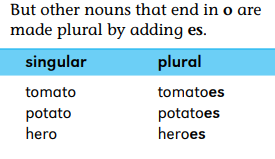 But other nouns that end in o are
made plural by adding es.
singular plural
tomato tomatoes
potato potatoes
hero heroes